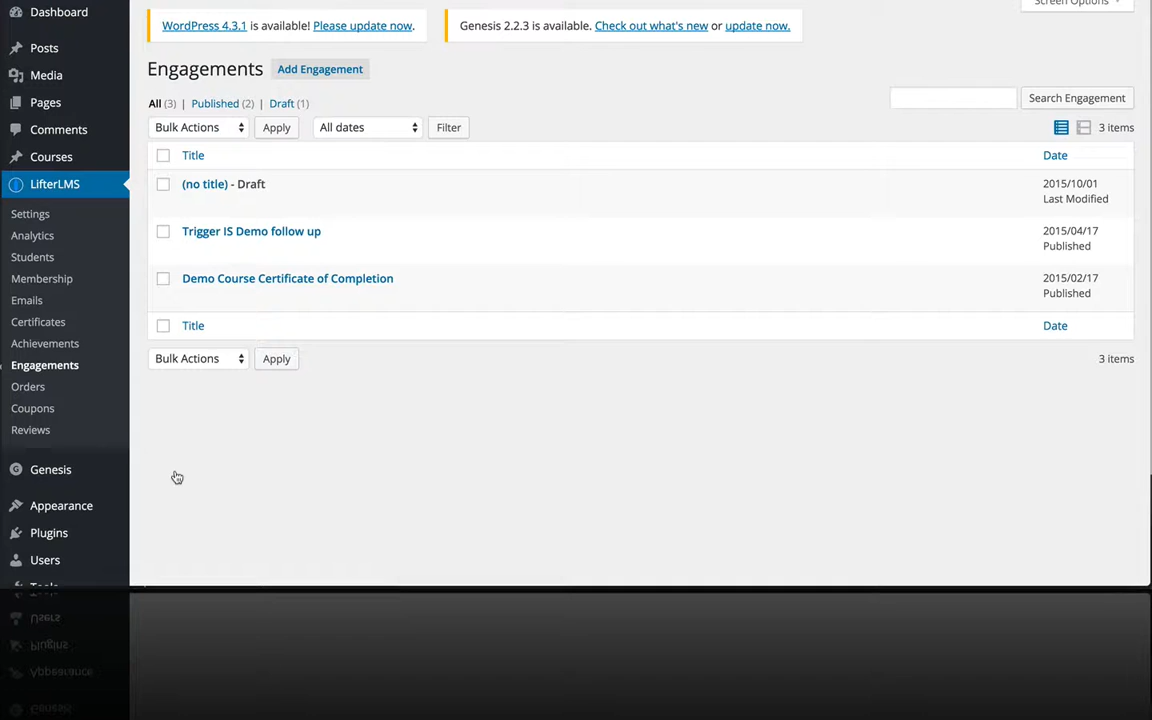 Dashboard
Posts
Media
Pages
Comments
Courses
LifterLMS
Settings
Analytics
Students
Membership
Emails
Certificates
Achievements
Engagements
Orders
Coupons
Reviews
Genesis
Appearance
Plugins
Users
Tools
Screen Options
WordPress 4.3.1 is available! Please update now.
Genesis 2.2.3 is available. Check out what's new or update now.
Engagements Add Engagement
All (3) | Published (2) | Draft (1)
Search Engagement
Bulk Actions Apply All dates Filter 3 items
Title Date
(no title) - Draft 2015/10/01
Last Modified
Trigger IS Demo follow up 2015/04/17
Published
Demo Course Certificate of Completion 2015/02/17
Published
Title Date
Bulk Actions Apply 3 items